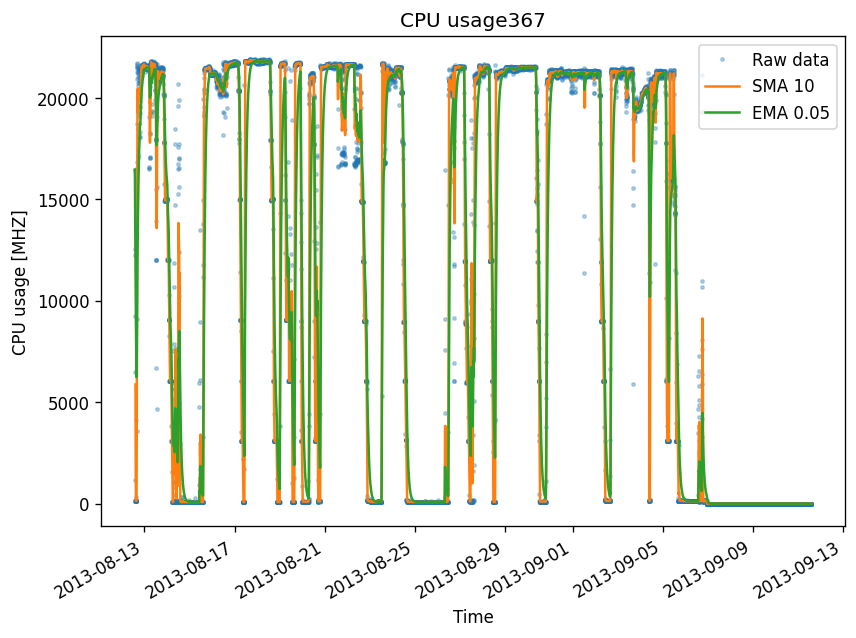 CPU usage367
Raw data
SMA 10
EMA 0.05
CPU usage [MHZ]
20000
15000
10000
5000
0
2013-08-13
2013-08-17
2013-08-21
2013-08-25
2013-08-29
2013-09-01
2013-09-05
2013-09-09
2013-09-13
Time